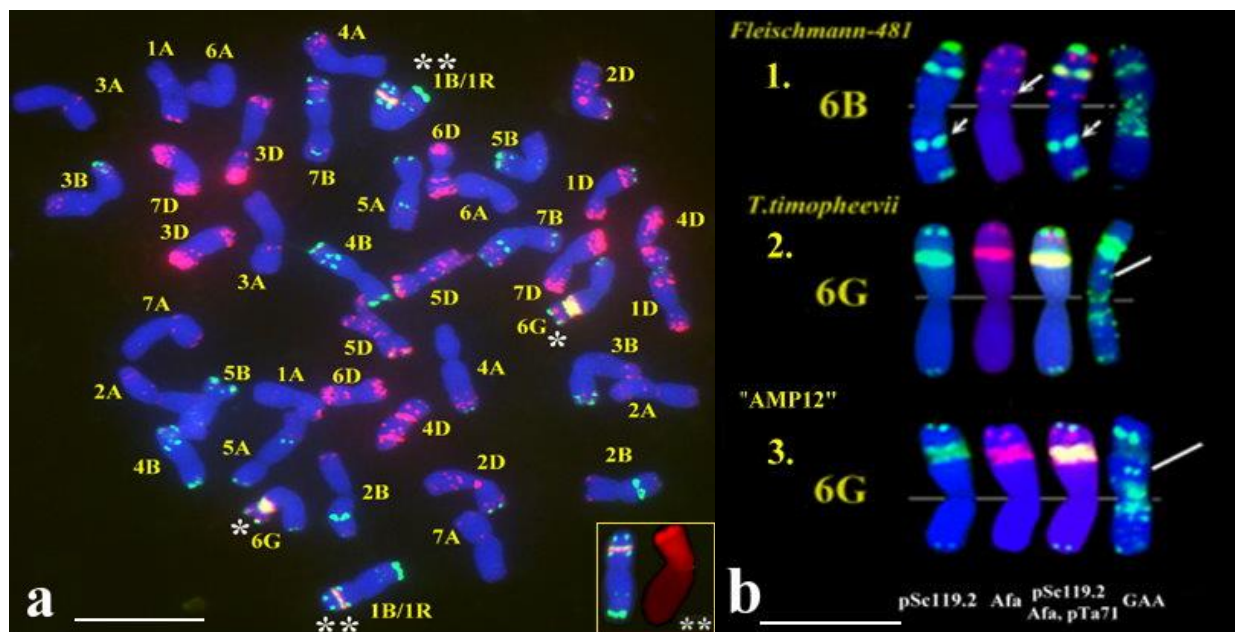 4A
**
1A
6A
1B/1R
2D
3A
6D
5B
3D
3B
7B
1D
7D
5A
6A
7B
4D
3D
4B
3A
5D
7D
1D
7A
6G
*
5D
3B
4A
2A
5B
1A
6D
2A
4D
4B
5A
2D
2B
2B
*
6G
7A
a
1B/1R
**
**
Fleischmann-481
1.
6B
T.timopheevii
2.
6G
"AMP12"
3.
6G
b
pSc119.2
Afa
pSc119.2
Afa, pTa71
GAA